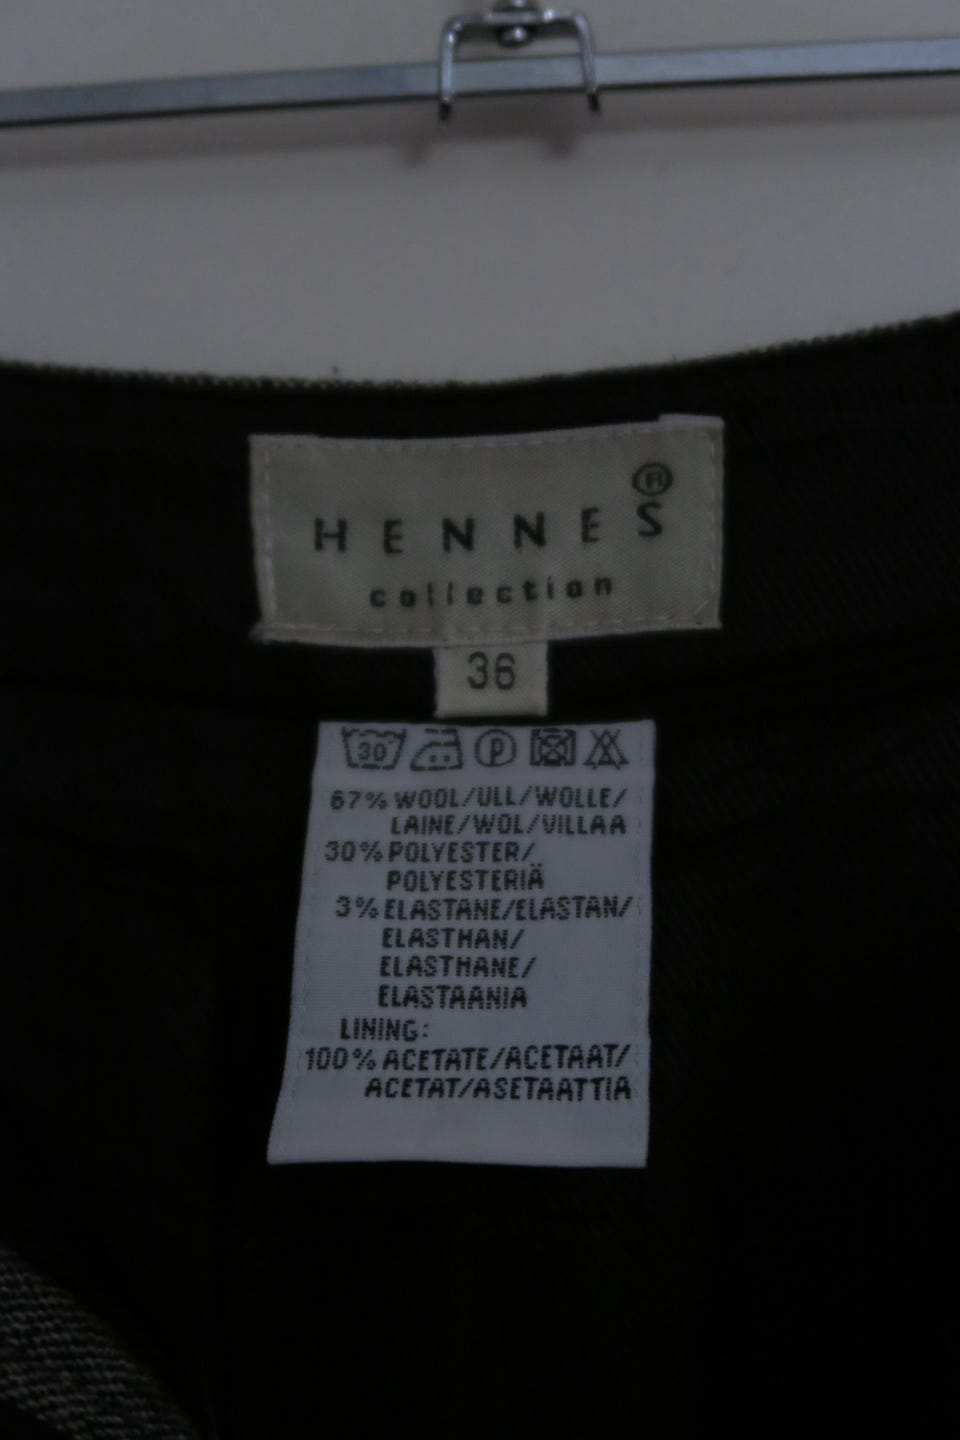 HENNES®
collection
36
30 P
67% WOOL/ULL/WOLLE/
LAINE/WOL/VILLAA
30% POLYESTER/
POLYESTERIÄ
3% ELASTANE/ELASTAN/
ELASTHAN/
ELASTHANE/
ELASTAANIA
LINING:
100% ACETATE/ACETAAT/
ACETAT/ASETAATTIA